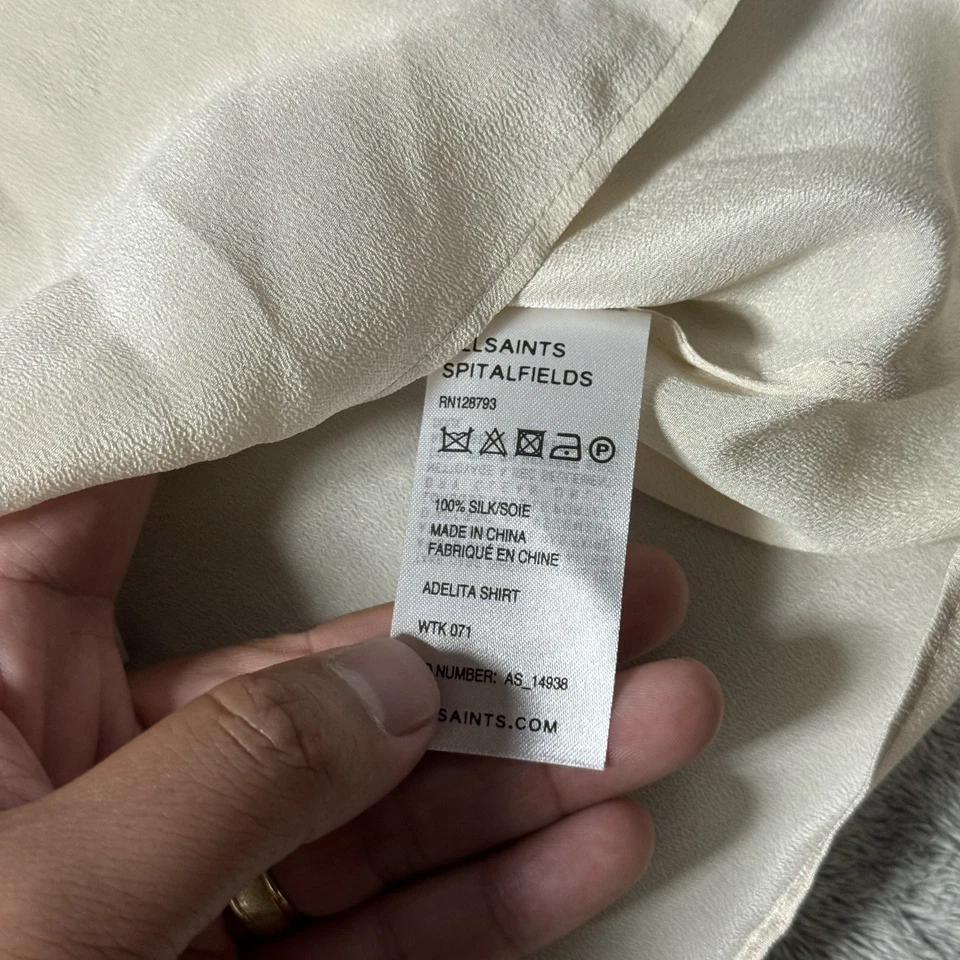 LLSAINTS
SPITALFIELDS
RN128793
P
100% SILK/SOIE
MADE IN CHINA
FABRIQUÉ EN CHINE
ADELITA SHIRT
WTK 071
NUMBER: AS_14938
SAINTS.COM